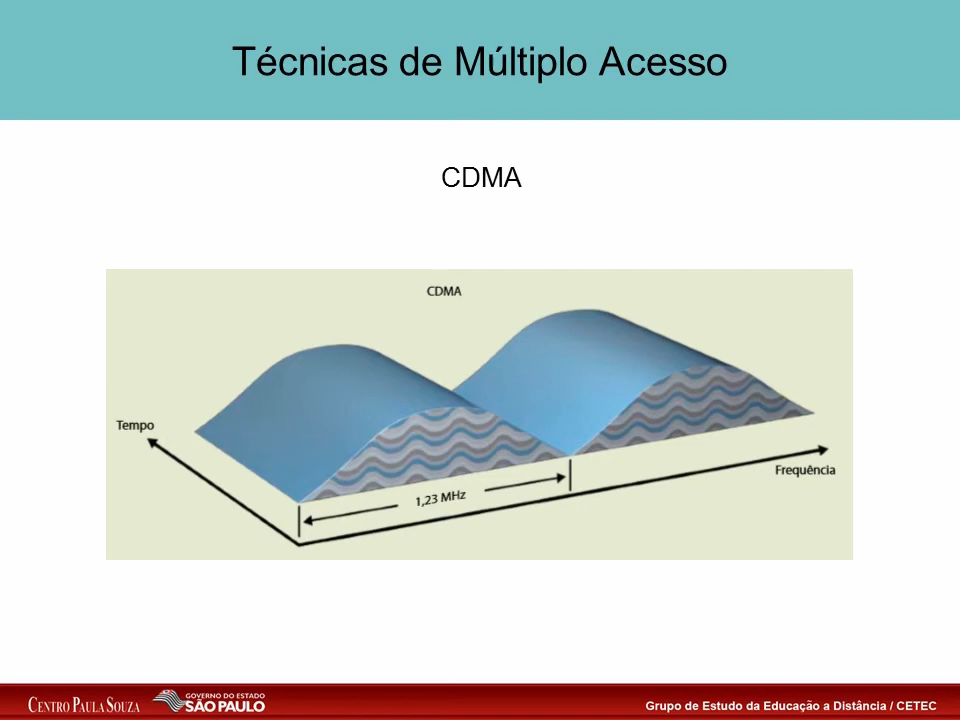 Técnicas de Múltiplo Acesso
CDMA
CDMA
Tempo
Frequência
1,23 MHz
CENTRO PAULA SOUZA
GOVERNO DO ESTADO
SÃO PAULO
Grupo de Estudo da Educação a Distância / CETEC